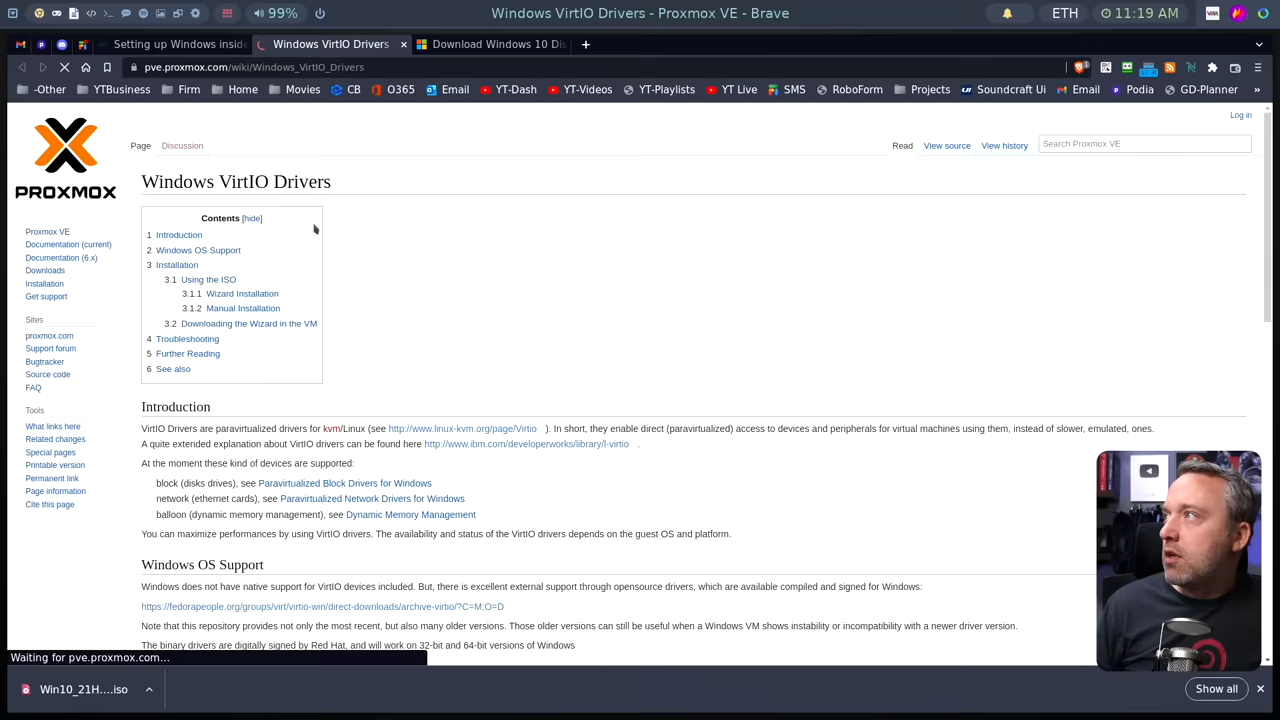 99%
Windows VirtIO Drivers - Proxmox VE - Brave
ETH
11:19 AM
Setting up Windows inside
Windows VirtIO Drivers
Download Windows 10 Dis
pve.proxmox.com/wiki/Windows_VirtIO_Drivers
-Other
YTBusiness
Firm
Home
Movies
CB
O365
Email
YT-Dash
YT-Videos
YT-Playlists
YT Live
SMS
RoboForm
Projects
Soundcraft Ui
Email
Podia
GD-Planner
»
Log in
PROXMOX
Page
Discussion
Read
View source
View history
Search Proxmox VE
Windows VirtIO Drivers
Contents [hide]
1 Introduction
2 Windows OS Support
3 Installation
3.1 Using the ISO
3.1.1 Wizard Installation
3.1.2 Manual Installation
3.2 Downloading the Wizard in the VM
4 Troubleshooting
5 Further Reading
6 See also
Proxmox VE
Documentation (current)
Documentation (6.x)
Downloads
Installation
Get support
Sites
proxmox.com
Support forum
Bugtracker
Source code
FAQ
Tools
What links here
Related changes
Special pages
Printable version
Permanent link
Page information
Cite this page
Introduction
VirtIO Drivers are paravirtualized drivers for kvm/Linux (see http://www.linux-kvm.org/page/Virtio ). In short, they enable direct (paravirtualized) access to devices and peripherals for virtual machines using them, instead of slower, emulated, ones.
A quite extended explanation about VirtIO drivers can be found here http://www.ibm.com/developerworks/library/l-virtio .
At the moment these kind of devices are supported:
block (disks drives), see Paravirtualized Block Drivers for Windows
network (ethernet cards), see Paravirtualized Network Drivers for Windows
balloon (dynamic memory management), see Dynamic Memory Management
You can maximize performances by using VirtIO drivers. The availability and status of the VirtIO drivers depends on the guest OS and platform.
Windows OS Support
Windows does not have native support for VirtIO devices included. But, there is excellent external support through opensource drivers, which are available compiled and signed for Windows:
https://fedorapeople.org/groups/virt/virtio-win/direct-downloads/archive-virtio/?C=M;O=D
Note that this repository provides not only the most recent, but also many older versions. Those older versions can still be useful when a Windows VM shows instability or incompatibility with a newer driver version.
The binary drivers are digitally signed by Red Hat, and will work on 32-bit and 64-bit versions of Windows
Waiting for pve.proxmox.com…
Win10_21H....iso
Show all